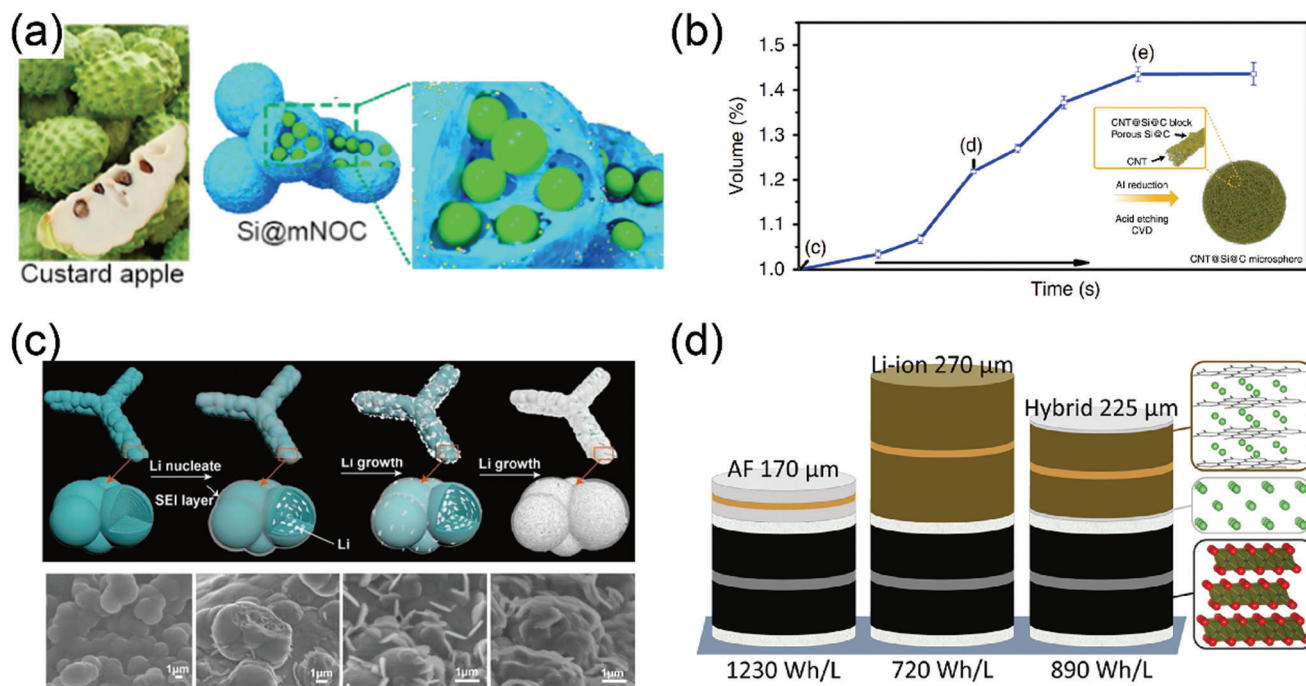 (a)
Custard apple
Si@mNOC
(b)
1.5
1.4
1.3
1.2
1.1
1.0
Volume (%)
Time (s)
(c)
(d)
(e)
CNT@Si@C block
Porous Si@C
CNT
Al reduction
Acid etching
CVD
CNT@Si@C microsphere
(c)
Li nucleate
SEI layer
Li growth
Li growth
Li
1μm
1μm
1μm
1μm
(d)
AF 170 μm
Li-ion 270 μm
Hybrid 225 μm
1230 Wh/L
720 Wh/L
890 Wh/L